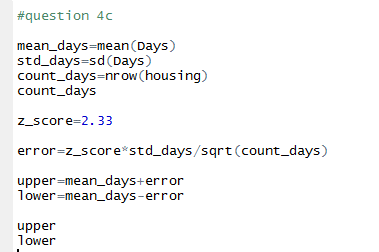 #question 4c
mean_days=mean(Days)
std_days=sd(Days)
count_days=nrow(housing)
count_days
z_score=2.33
error=z_score*std_days/sqrt(count_days)
upper=mean_days+error
lower=mean_days-error
upper
lower